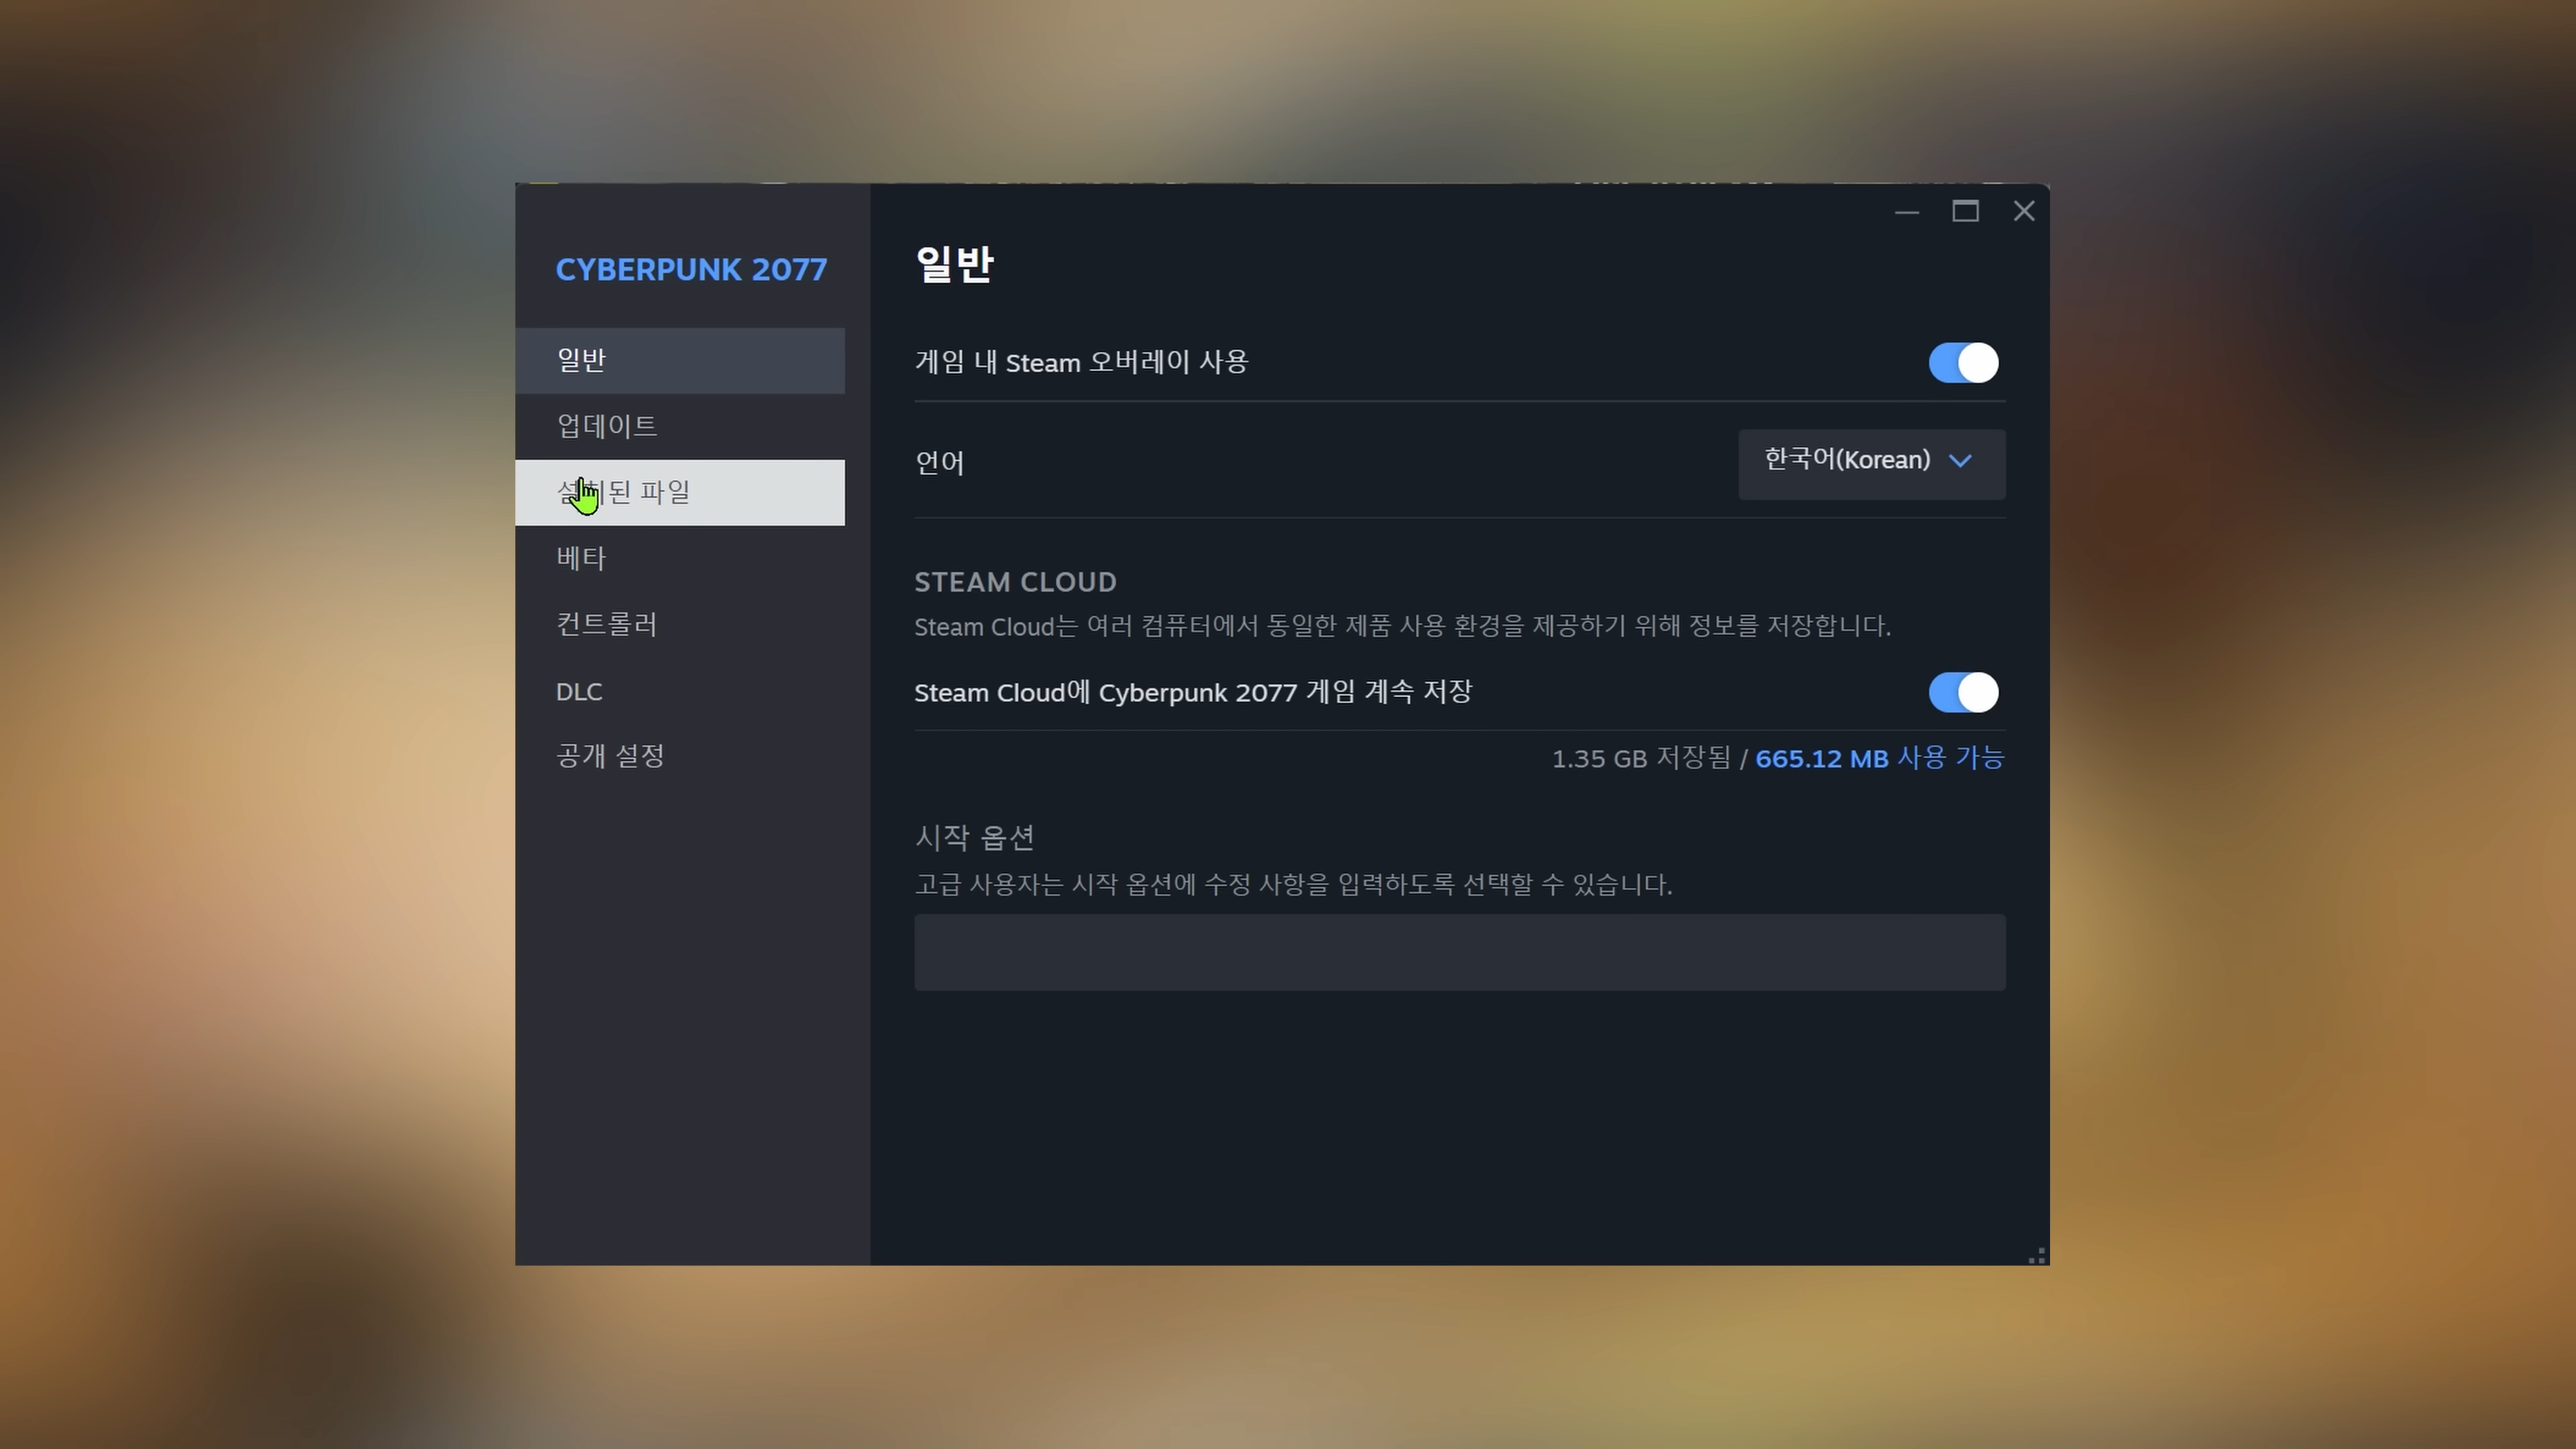 CYBERPUNK 2077
일반
업데이트
설치된 파일
베타
컨트롤러
DLC
공개 설정
일반
게임 내 Steam 오버레이 사용
언어
한국어(Korean)
STEAM CLOUD
Steam Cloud는 여러 컴퓨터에서 동일한 제품 사용 환경을 제공하기 위해 정보를 저장합니다.
Steam Cloud에 Cyberpunk 2077 게임 계속 저장
1.35 GB 저장됨 / 665.12 MB 사용 가능
시작 옵션
고급 사용자는 시작 옵션에 수정 사항을 입력하도록 선택할 수 있습니다.